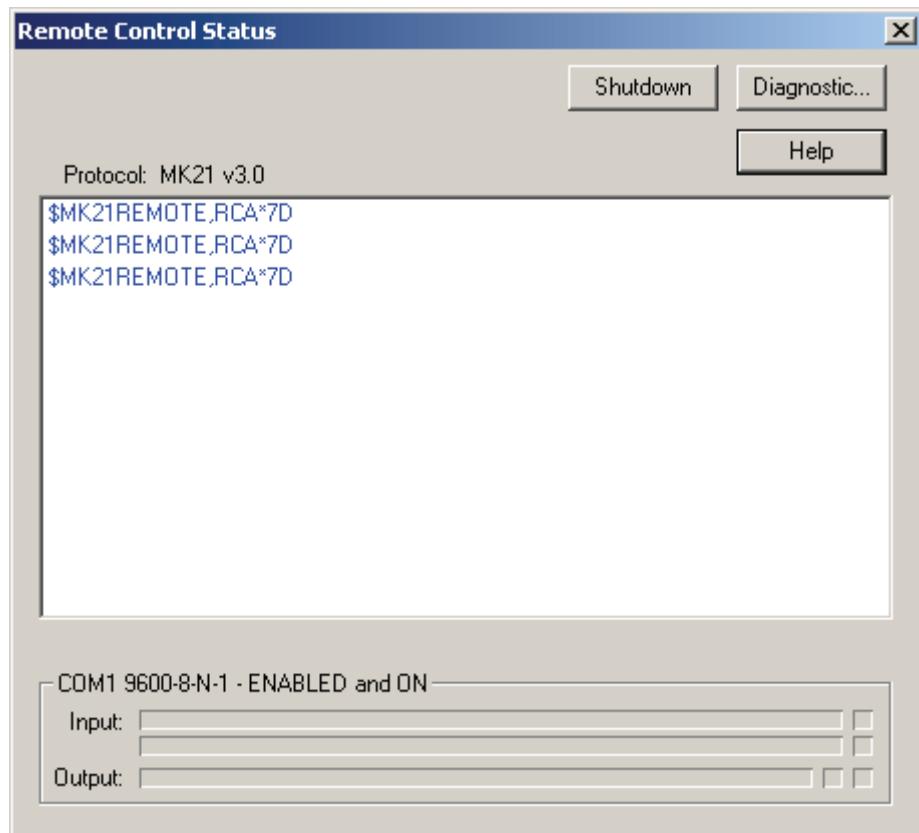 Remote Control Status
Shutdown
Diagnostic...
Help
Protocol: MK21 v3.0
$MK21REMOTE,RCA*7D
$MK21REMOTE,RCA*7D
$MK21REMOTE,RCA*7D
COM1 9600-8-N-1 - ENABLED and ON
Input:
Output: